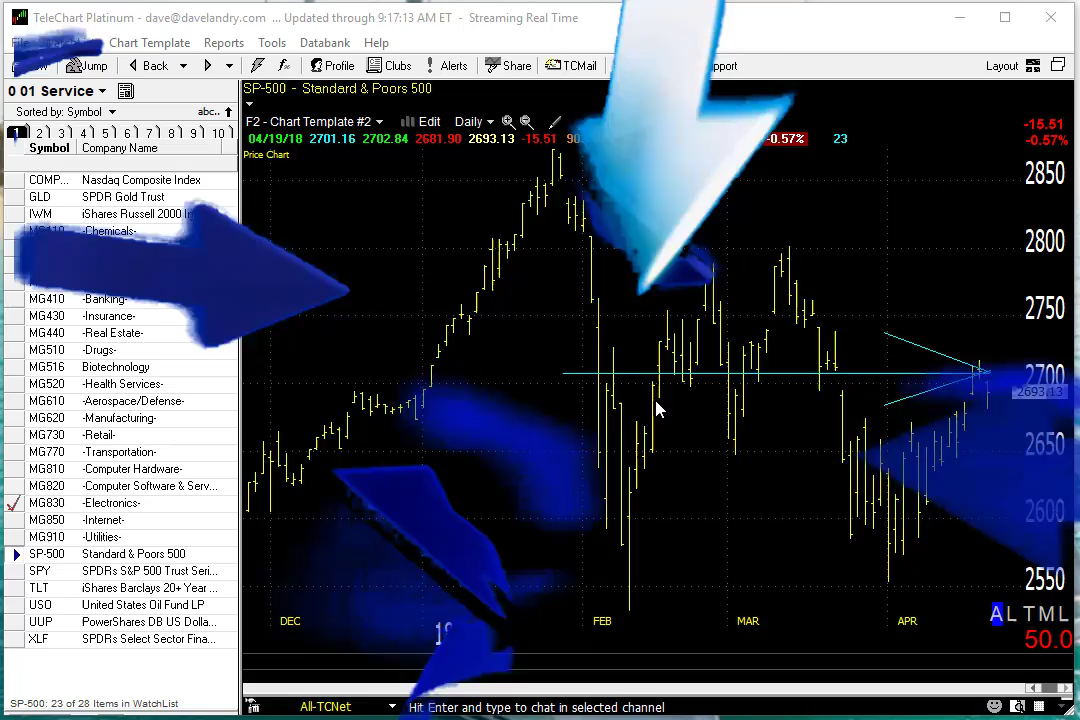 TeleChart Platinum - dave@davelandry.com ... Updated through 9:17:13 AM ET - Streaming Real Time
Chart Template Reports Tools Databank Help
Jump Back Profile Clubs Alerts Share TCMail pport Layout
0 01 Service
Sorted by: Symbol abc..
1 2 3 4 5 6 7 8 9 10
Symbol Company Name
COMP... Nasdaq Composite Index
GLD SPDR Gold Trust
IWM iShares Russell 2000
-Chemicals-
MG410 -Banking-
MG430 -Insurance-
MG440 -Real Estate-
MG510 -Drugs-
MG516 Biotechnology
MG520 -Health Services-
MG610 -Aerospace/Defense-
MG620 -Manufacturing-
MG730 -Retail-
MG770 -Transportation-
MG810 -Computer Hardware-
MG820 -Computer Software & Serv...
MG830 -Electronics-
MG850 -Internet-
MG910 -Utilities-
SP-500 Standard & Poors 500
SPY SPDRs S&P 500 Trust Seri...
TLT iShares Barclays 20+ Year ...
USO United States Oil Fund LP
UUP PowerShares DB US Dolla...
XLF SPDRs Select Sector Fina...
SP-500: 23 of 28 Items in WatchList
SP-500 - Standard & Poors 500
F2 - Chart Template #2 Edit Daily
04/19/18 2701.16 2702.84 2681.90 2693.13 -15.51 -0.57% 23
Price Chart
-15.51
-0.57%
2850
2800
2750
2700
2693.13
2650
2600
2550
DEC FEB MAR APR
A L T M L
50.0
All-TCNet Hit Enter and type to chat in selected channel